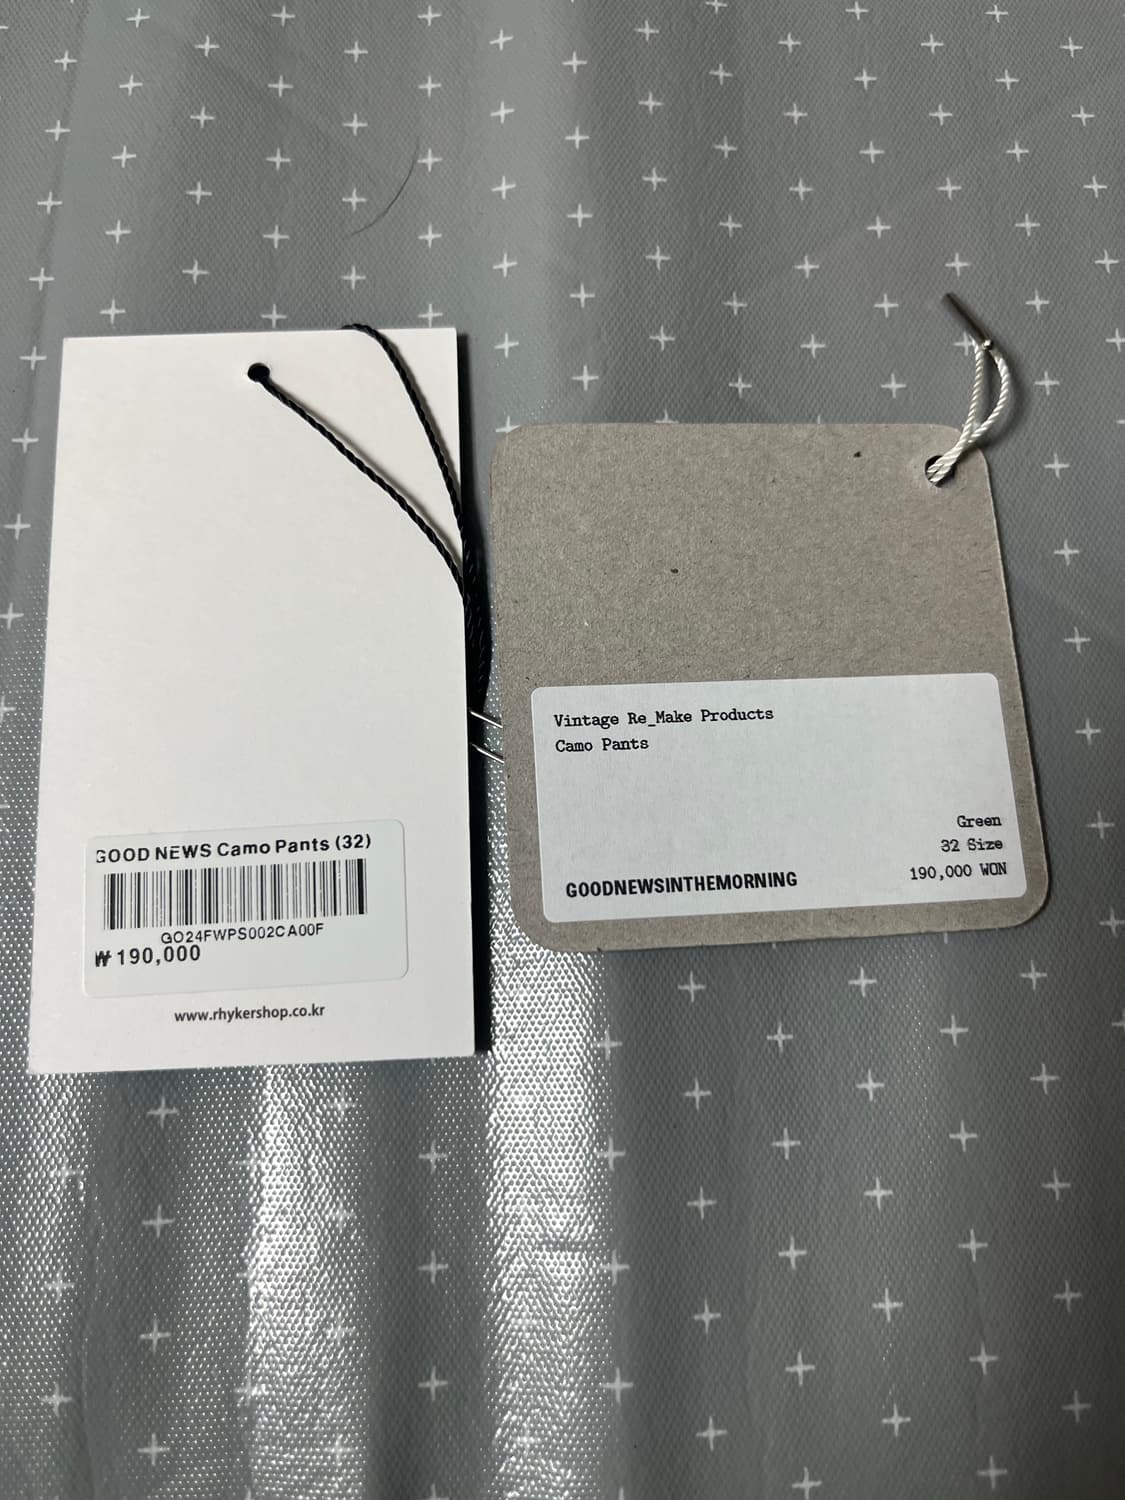 GOOD NEWS Camo Pants (32)
GO24FWPS002CA00F
₩190,000
www.rhykershop.co.kr
Vintage Re_Make Products
Camo Pants
Green
32 Size
190,000 WON
GOODNEWSINTHEMORNING